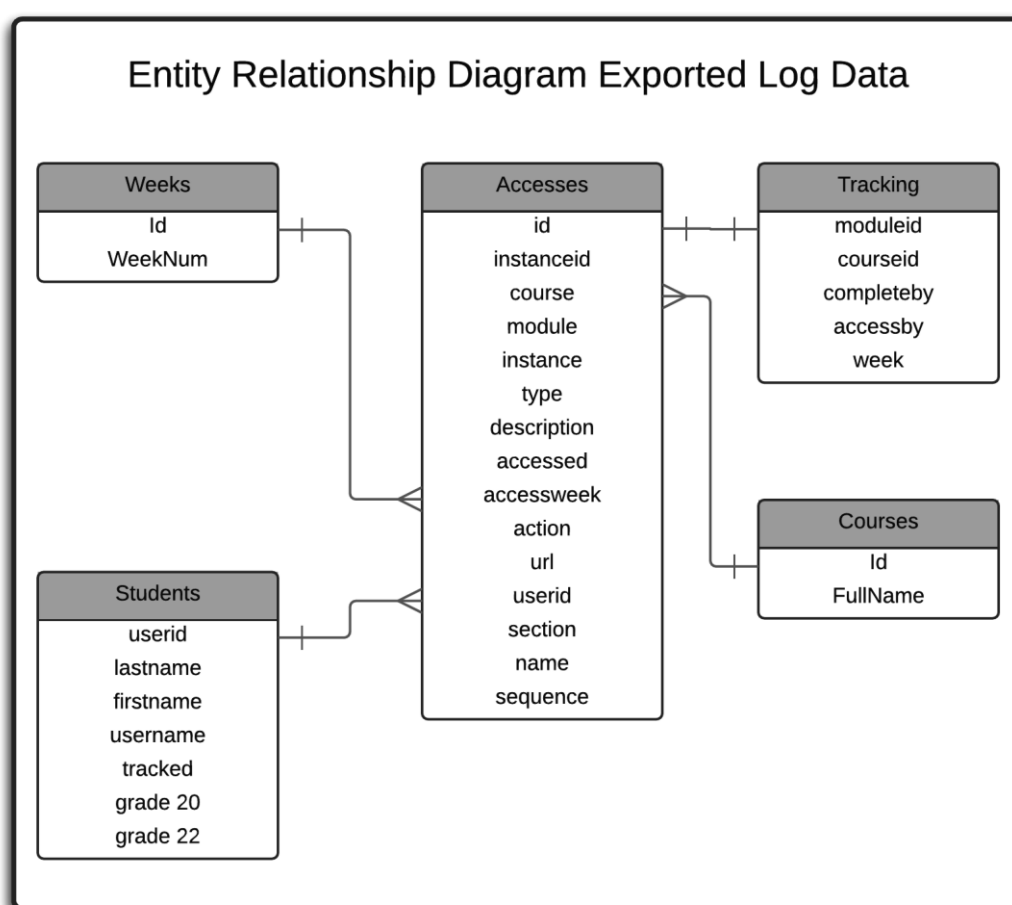 Entity Relationship Diagram Exported Log Data
Weeks
Id
WeekNum
Accesses
id
instanceid
course
module
instance
type
description
accessed
accessweek
action
url
userid
section
name
sequence
Tracking
moduleid
courseid
completeby
accessby
week
Courses
Id
FullName
Students
userid
lastname
firstname
username
tracked
grade 20
grade 22